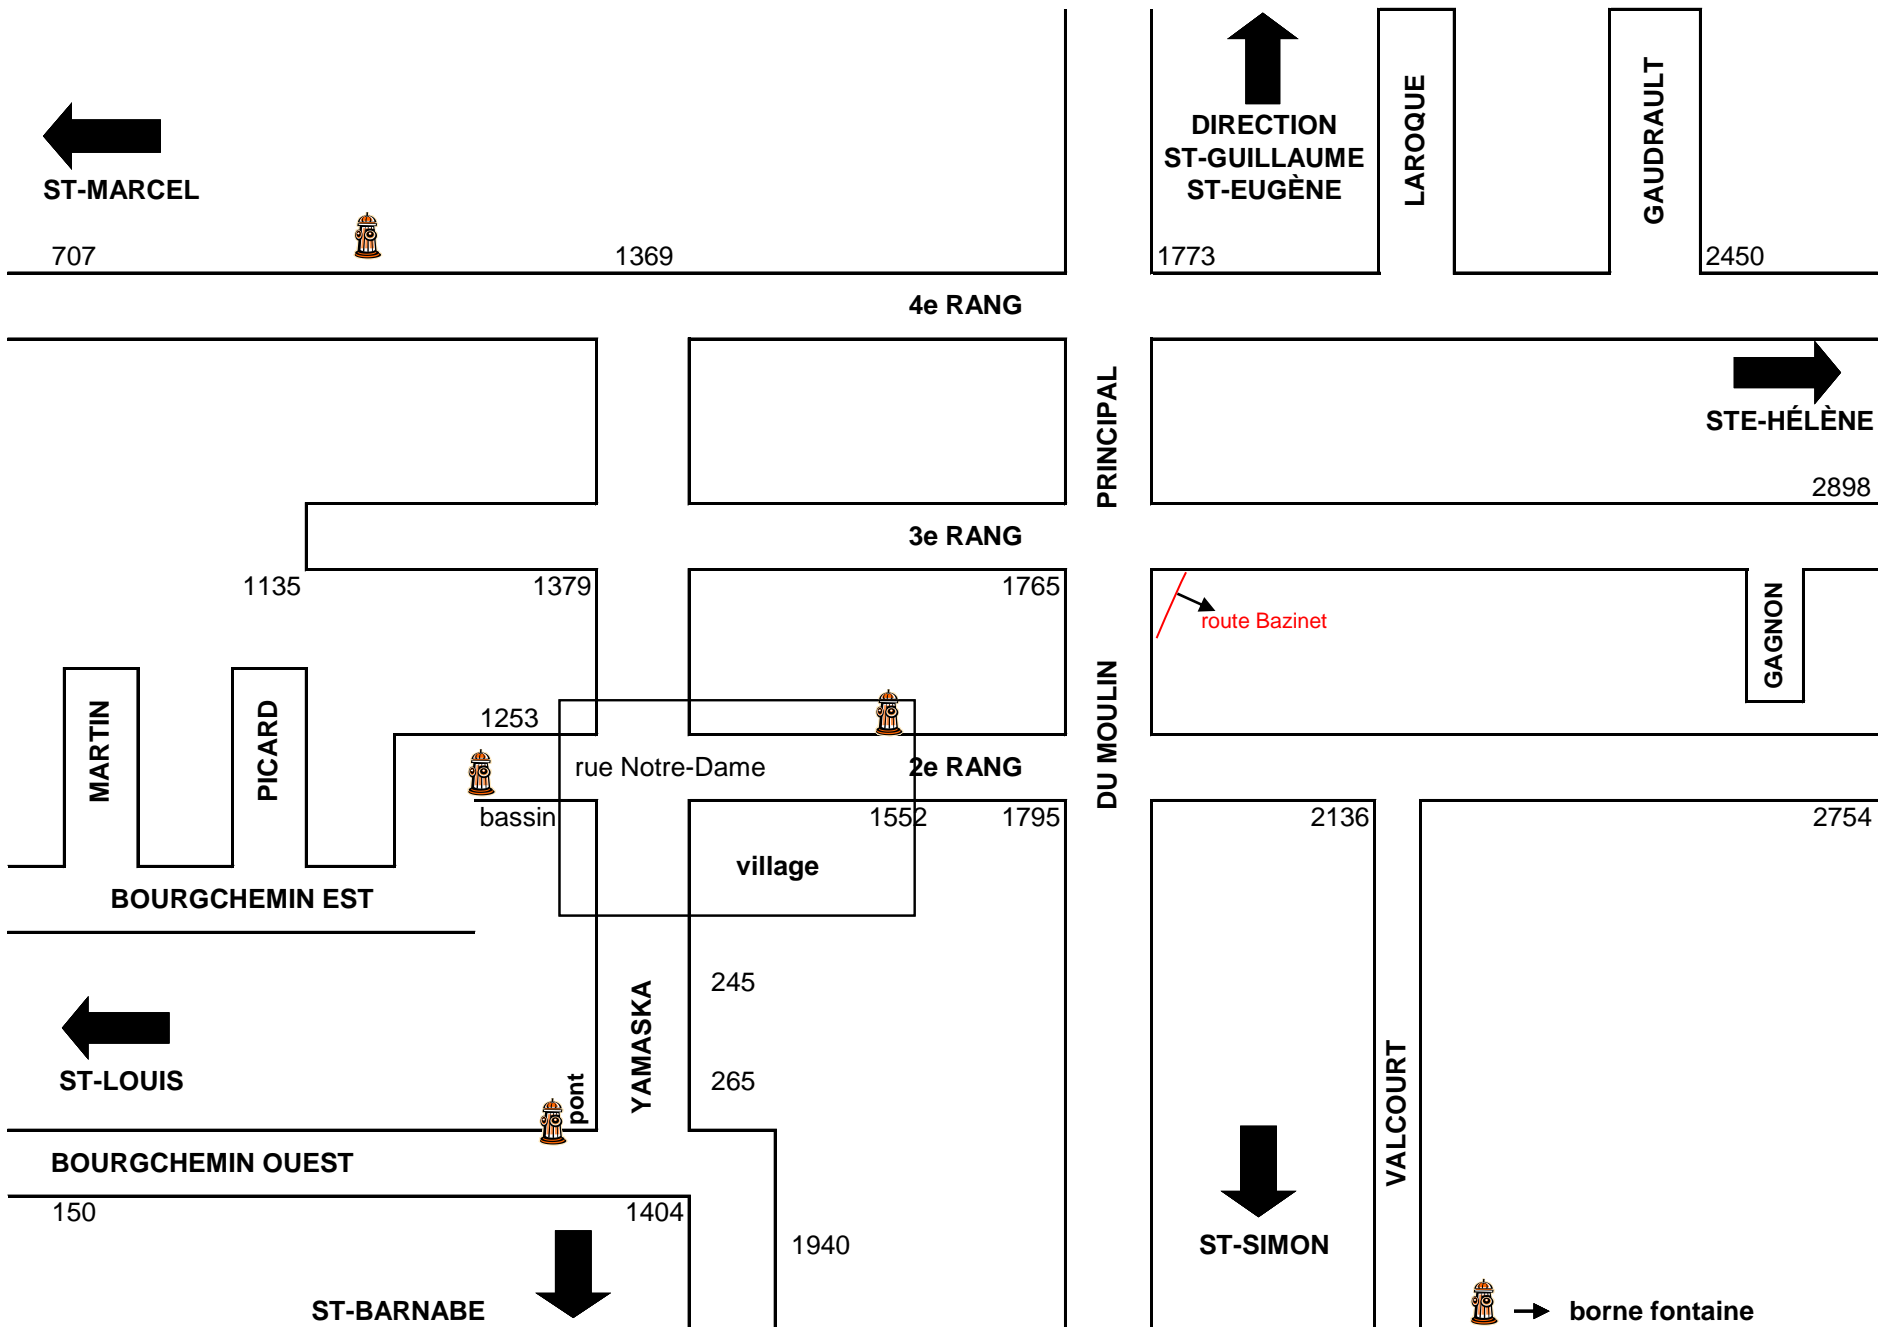 DIRECTION
ST-GUILLAUME
ST-EUGÈNE
LAROQUE
GAUDRAULT
ST-MARCEL
707
1369
1773
2450
4e RANG
PRINCIPAL
STE-HÉLÈNE
2898
3e RANG
1135
1379
1765
route Bazinet
GAGNON
MARTIN
PICARD
1253
rue Notre-Dame
2e RANG
DU MOULIN
bassin
1552
1795
2136
2754
village
BOURGCHEMIN EST
245
YAMASKA
265
ST-LOUIS
pont
VALCOURT
BOURGCHEMIN OUEST
150
1404
1940
ST-SIMON
ST-BARNABE
borne fontaine